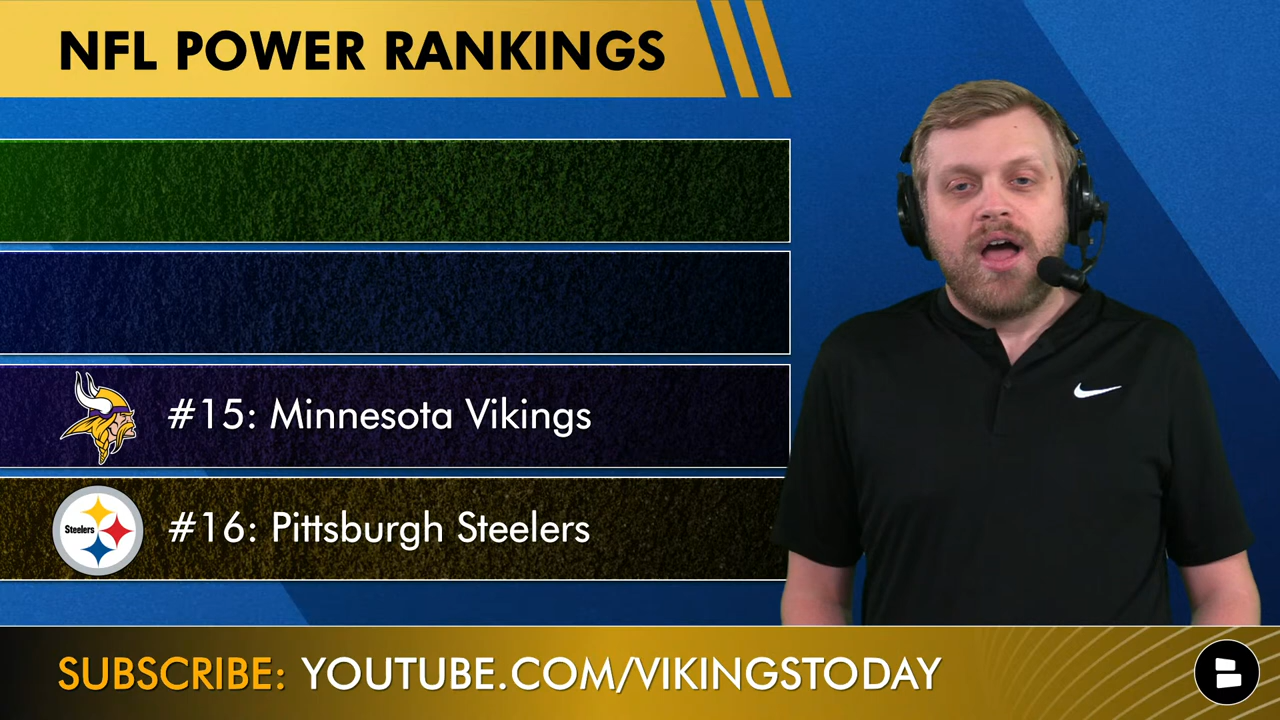 NFL POWER RANKINGS
#15: Minnesota Vikings
Steelers
#16: Pittsburgh Steelers
SUBSCRIBE: YOUTUBE.COM/VIKINGSTODAY